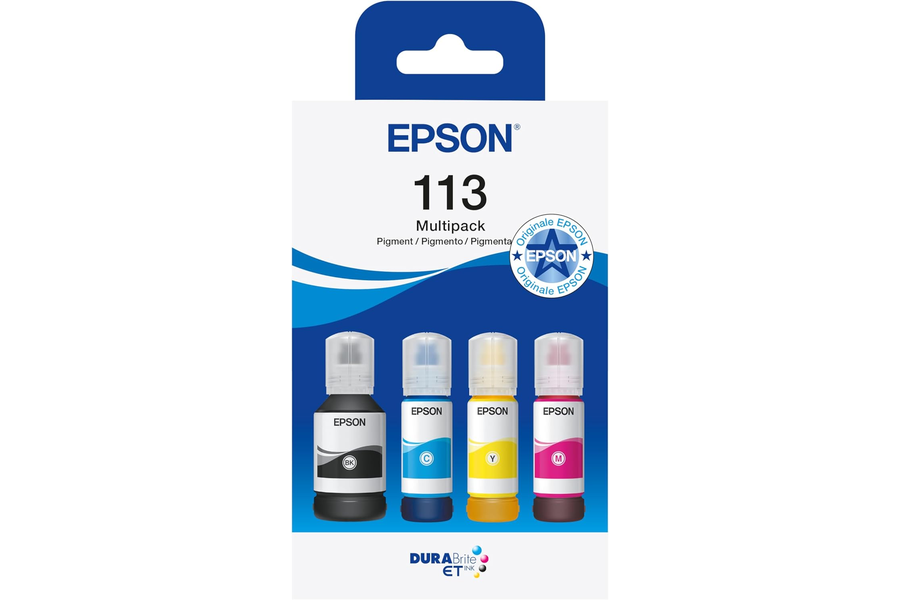 EPSON®
113
Multipack
Pigment / Pigmento / Pigmenta
Originale EPSON
EPSON
Originale EPSON
EPSON
BK
EPSON
C
EPSON
Y
EPSON
M
DURABrite
ET INK